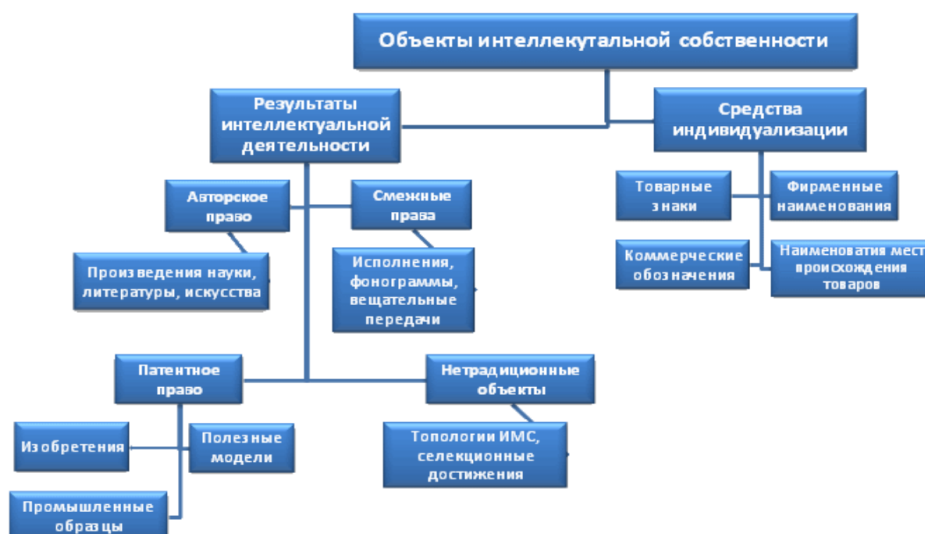 Объекты интеллекутальной собственности
Результаты
интеллектуальной
деятельности
Средства
индивидуализации
Авторское
право
Смежные
права
Товарные
знаки
Фирменные
наименования
Произведения науки,
литературы, искусства
Исполнения,
фонограммы,
вещательные
передачи
Коммерческие
обозначения
Наименоватия мест
происхождения
товаров
Патентное
право
Нетрадиционные
объекты
Изобретения
Полезные
модели
Топологии ИМС,
селекционные
достижения
Промышленные
образцы